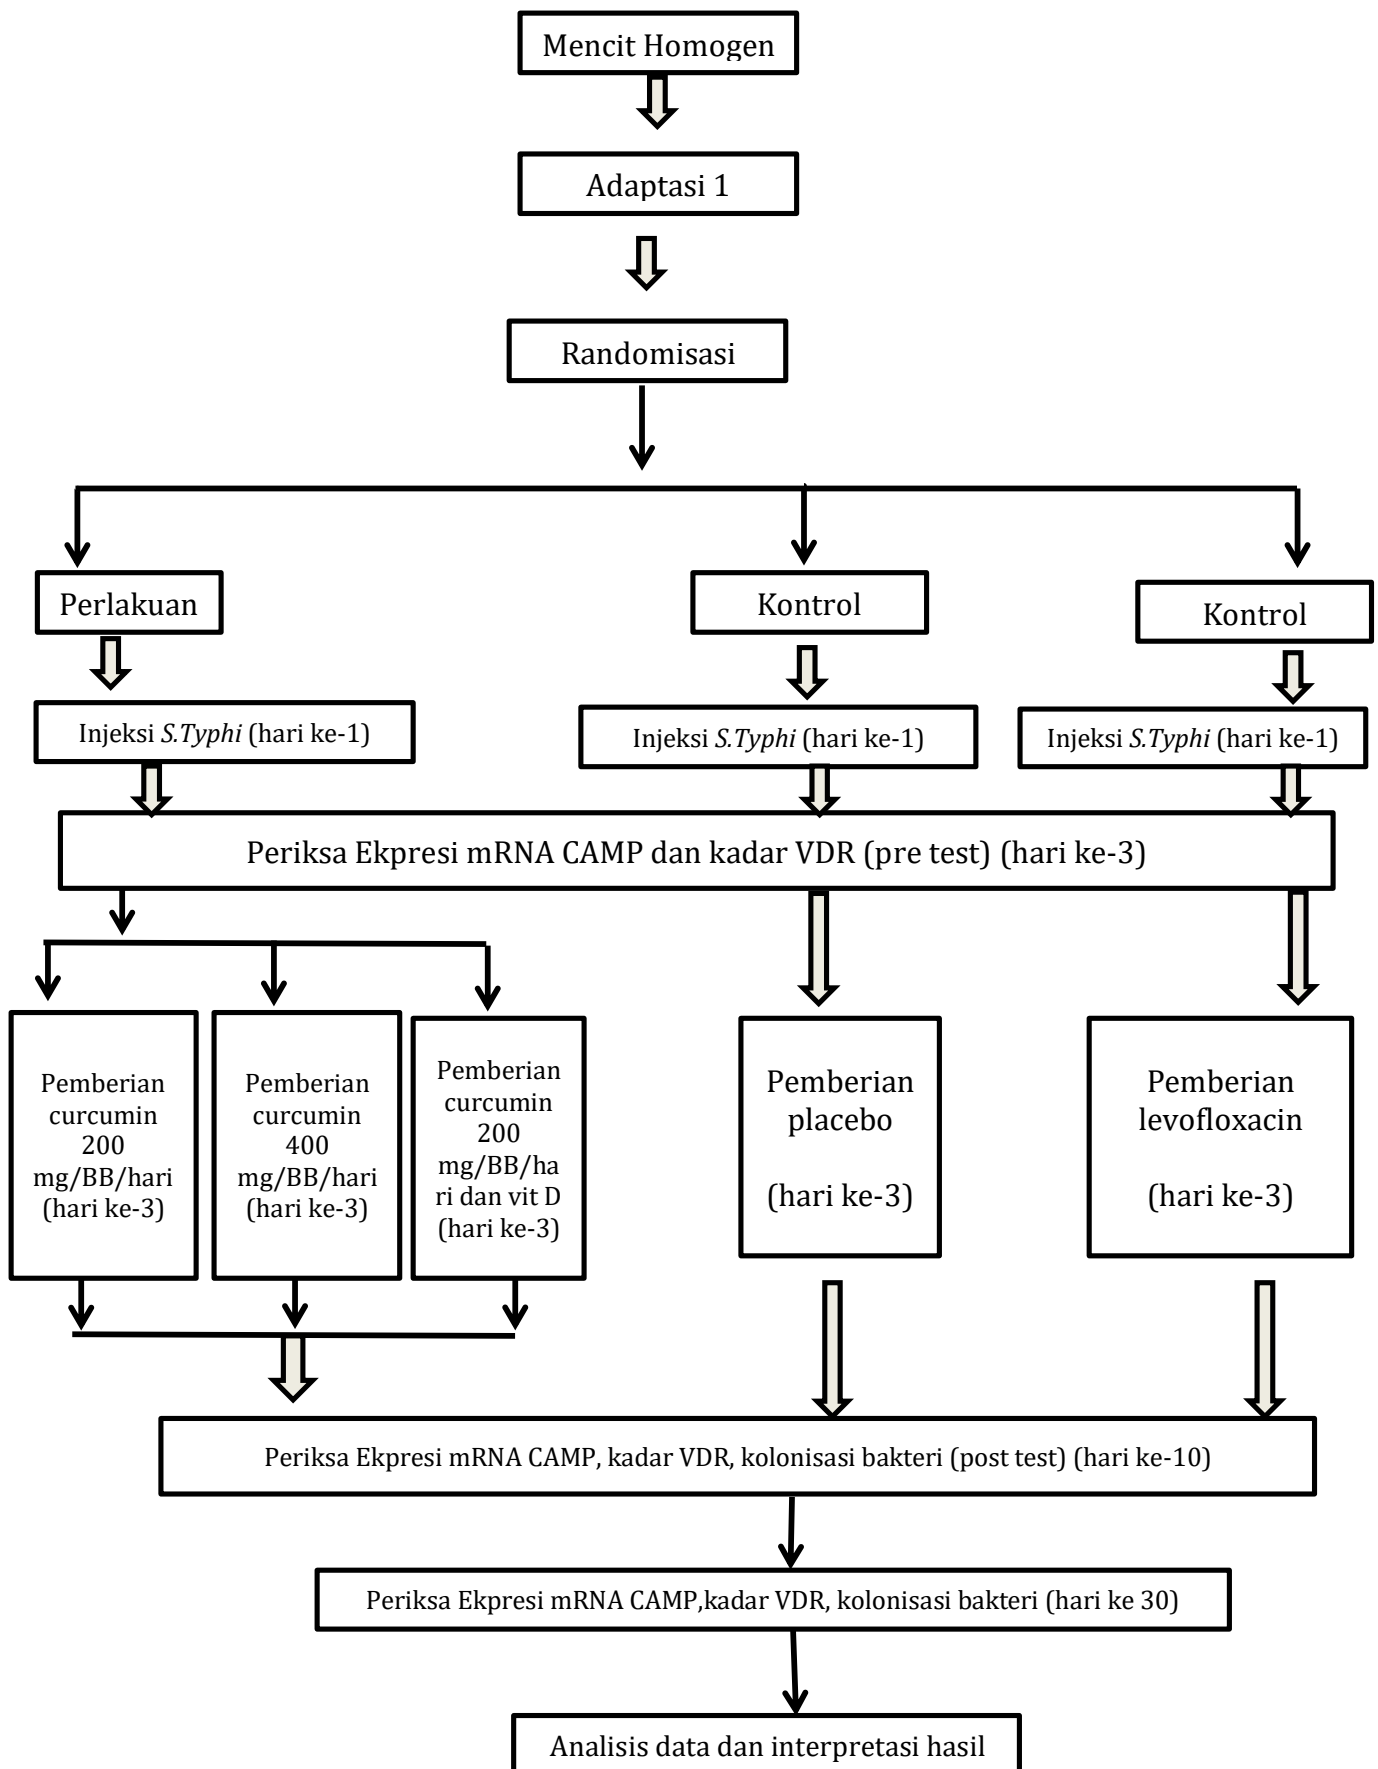 Mencit Homogen
Adaptasi 1
Randomisasi
Perlakuan
Kontrol
Kontrol
Injeksi S.Typhi (hari ke-1)
Injeksi S.Typhi (hari ke-1)
Injeksi S.Typhi (hari ke-1)
Periksa Ekpresi mRNA CAMP dan kadar VDR (pre test) (hari ke-3)
Pemberian
curcumin
200
mg/BB/hari
(hari ke-3)
Pemberian
curcumin
400
mg/BB/hari
(hari ke-3)
Pemberian
curcumin
200
mg/BB/ha
ri dan vit D
(hari ke-3)
Pemberian
placebo
(hari ke-3)
Pemberian
levofloxacin
(hari ke-3)
Periksa Ekpresi mRNA CAMP, kadar VDR, kolonisasi bakteri (post test) (hari ke-10)
Periksa Ekpresi mRNA CAMP,kadar VDR, kolonisasi bakteri (hari ke 30)
Analisis data dan interpretasi hasil